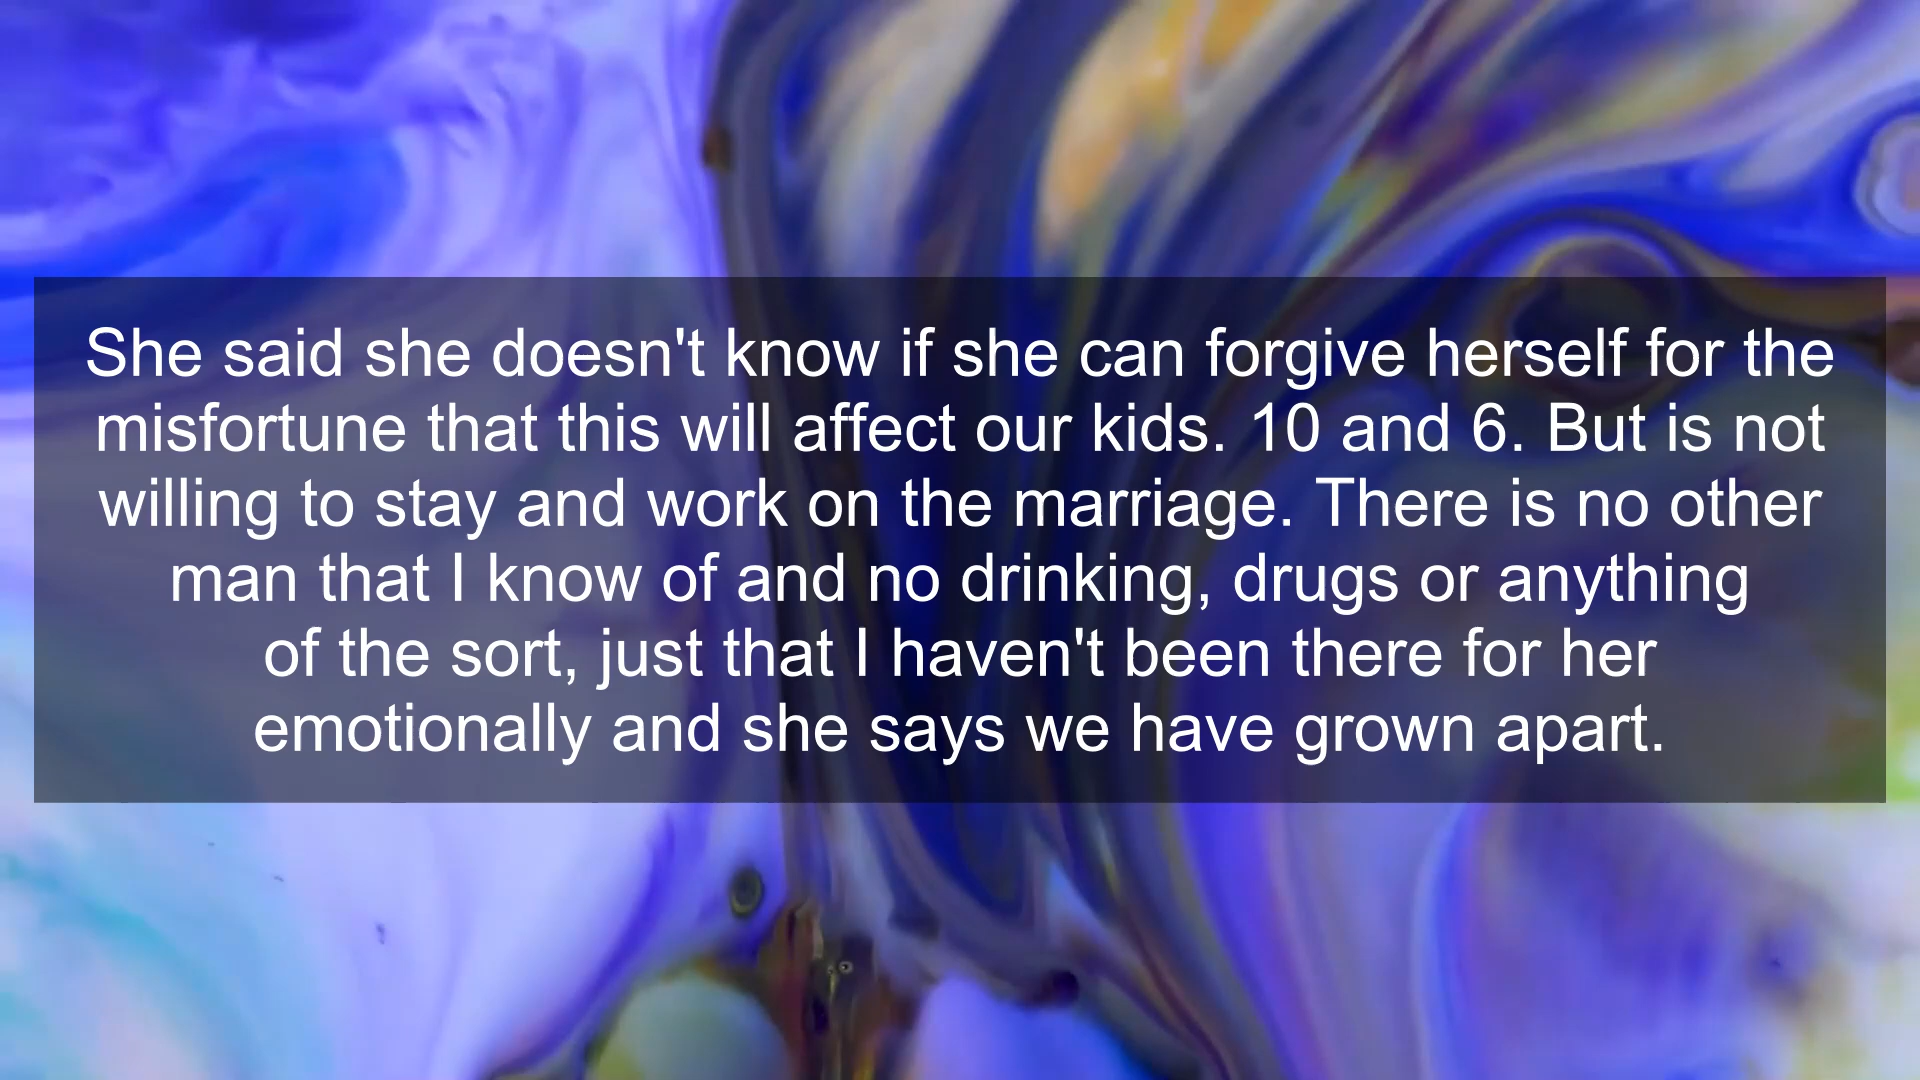 She said she doesn't know if she can forgive herself for the
misfortune that this will affect our kids. 10 and 6. But is not
willing to stay and work on the marriage. There is no other
man that I know of and no drinking, drugs or anything
of the sort, just that I haven't been there for her
emotionally and she says we have grown apart.